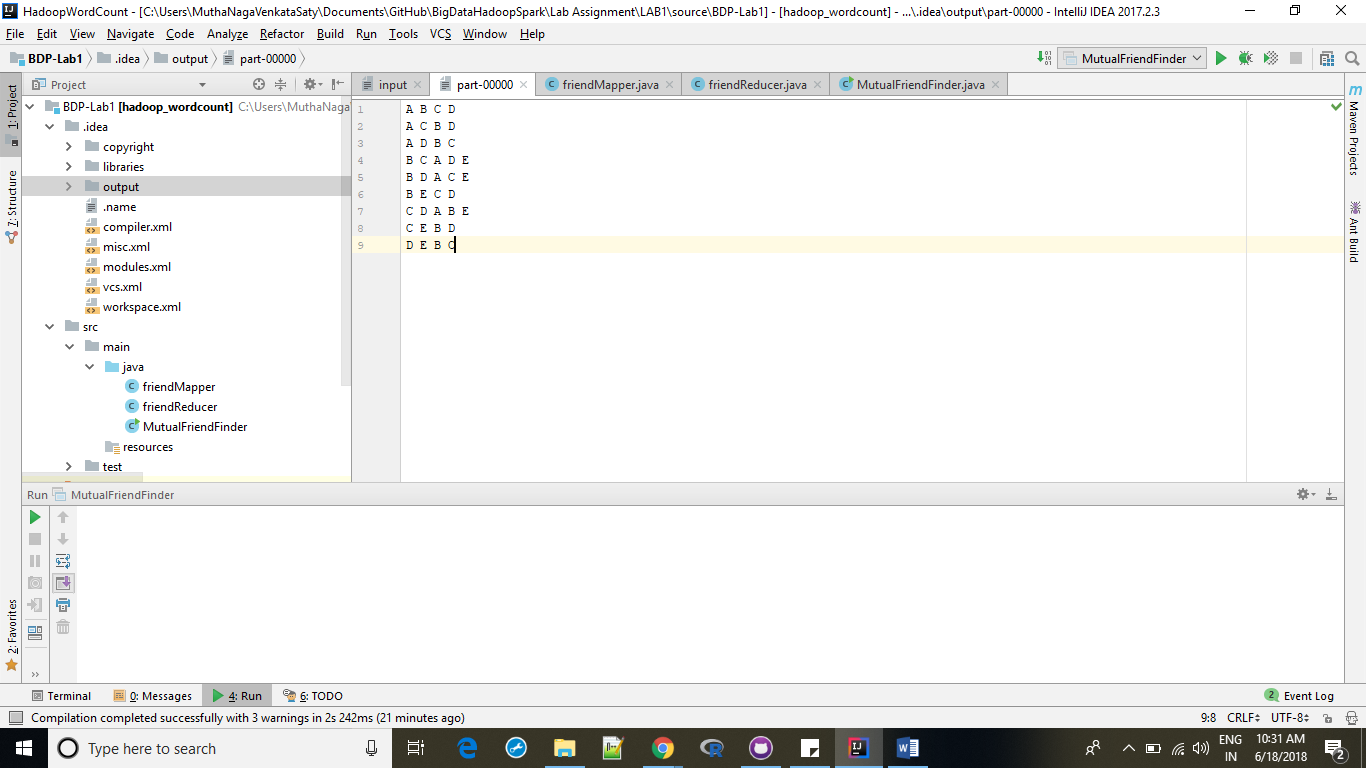 HadoopWordCount - [C:\Users\MuthaNagaVenkataSaty\Documents\GitHub\BigDataHadoopSpark\Lab Assignment\LAB1\source\BDP-Lab1] - [hadoop_wordcount] - ...\.idea\output\part-00000 - IntelliJ IDEA 2017.2.3
File Edit View Navigate Code Analyze Refactor Build Run Tools VCS Window Help
BDP-Lab1 .idea output part-00000 MutualFriendFinder
Project input part-00000 friendMapper.java friendReducer.java MutualFriendFinder.java
1: Project
7: Structure
2: Favorites
BDP-Lab1 [hadoop_wordcount] C:\Users\MuthaNaga
.idea
copyright
libraries
output
.name
compiler.xml
misc.xml
modules.xml
vcs.xml
workspace.xml
src
main
java
friendMapper
friendReducer
MutualFriendFinder
resources
test
1 A B C D
2 A C B D
3 A D B C
4 B C A D E
5 B D A C E
6 B E C D
7 C D A B E
8 C E B D
9 D E B C
Maven Projects
Ant Build
Run MutualFriendFinder
Terminal 0: Messages 4: Run 6: TODO 2 Event Log
Compilation completed successfully with 3 warnings in 2s 242ms (21 minutes ago) 9:8 CRLF UTF-8
Type here to search
ENG
IN
10:31 AM
6/18/2018
2